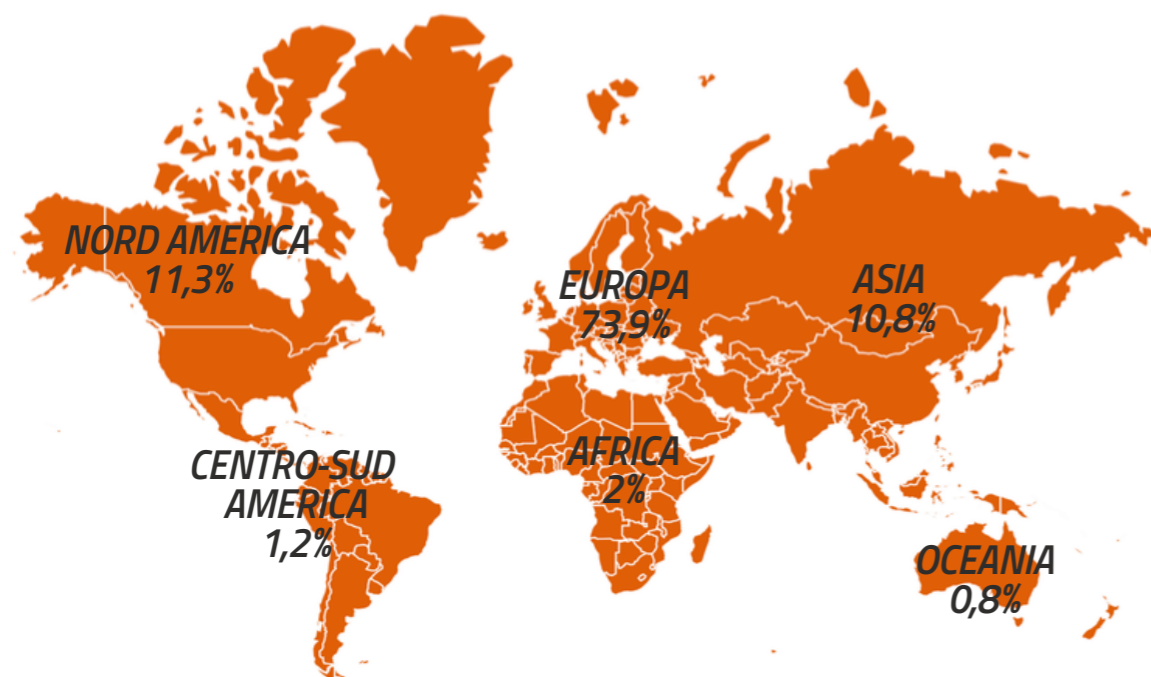 NORD AMERICA
11,3%
EUROPA
73,9%
ASIA
10,8%
CENTRO-SUD
AMERICA
1,2%
AFRICA
2%
OCEANIA
0,8%